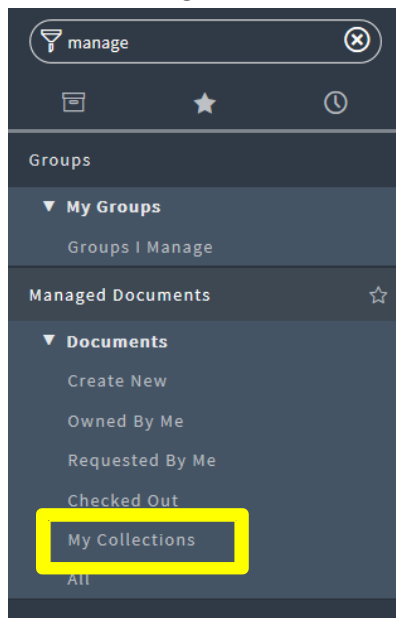 manage
Groups
My Groups
Groups I Manage
Managed Documents
Documents
Create New
Owned By Me
Requested By Me
Checked Out
My Collections
All